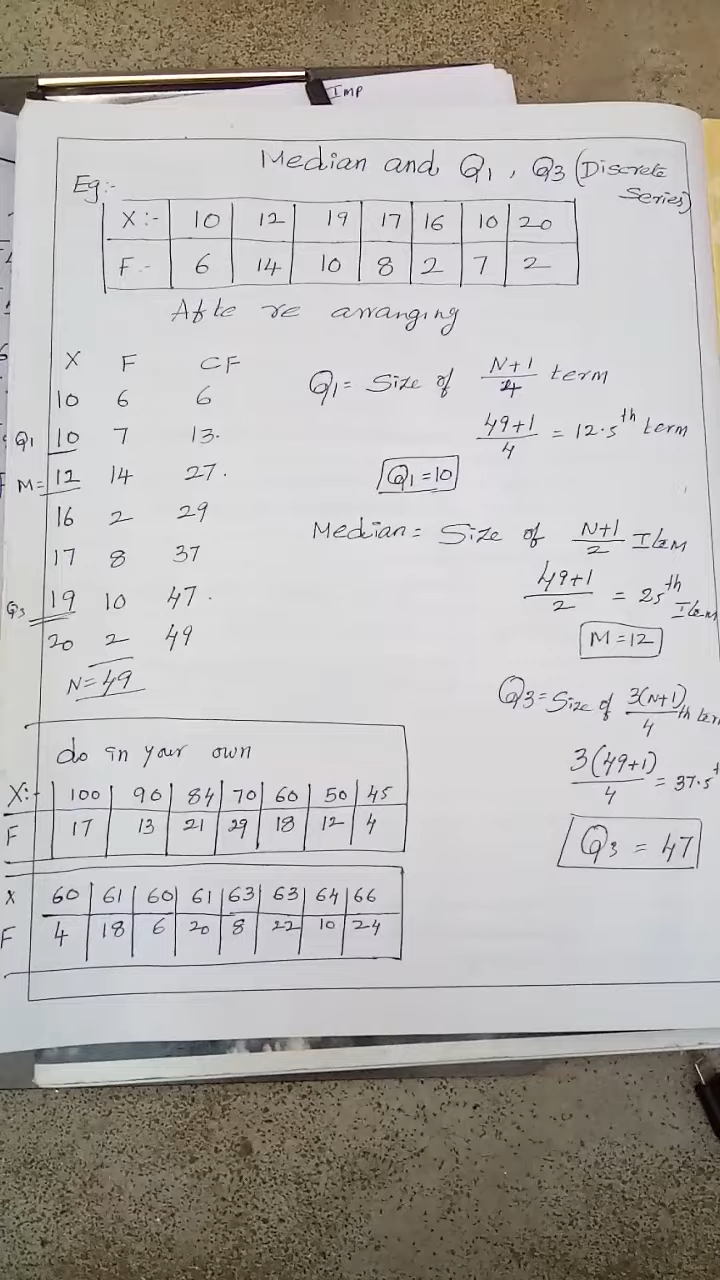 IMP
Median and Q1, Q3 (Discrete Series)
Eg:-
X:- 10 12 19 17 16 10 20
F- 6 14 10 8 2 7 2
Afte re arranging
X F CF
10 6 6
Q1 10 7 13.
M= 12 14 27.
16 2 29
17 8 37
Q3 19 10 47.
20 2 49
N=49
Q1= Size of N+1/4 term
49+1/4 = 12.5th term
Q1=10
Median= Size of N+1/2 Item
49+1/2 = 25th Item
M=12
Q3=Size of 3(N+1)/4 th ter
3(49+1)/4 = 37.5
Q3 = 47
do in your own
X:- 100 90 84 70 60 50 45
F 17 13 21 29 18 12 4
X 60 61 60 61 63 63 64 66
F 4 18 6 20 8 22 10 24